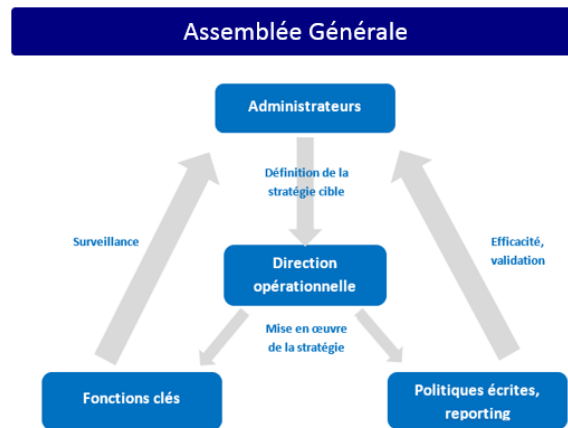 Assemblée Générale
Administrateurs
Définition de la
stratégie cible
Surveillance
Efficacité,
validation
Direction
opérationnelle
Mise en œuvre
de la stratégie
Fonctions clés
Politiques écrites,
reporting